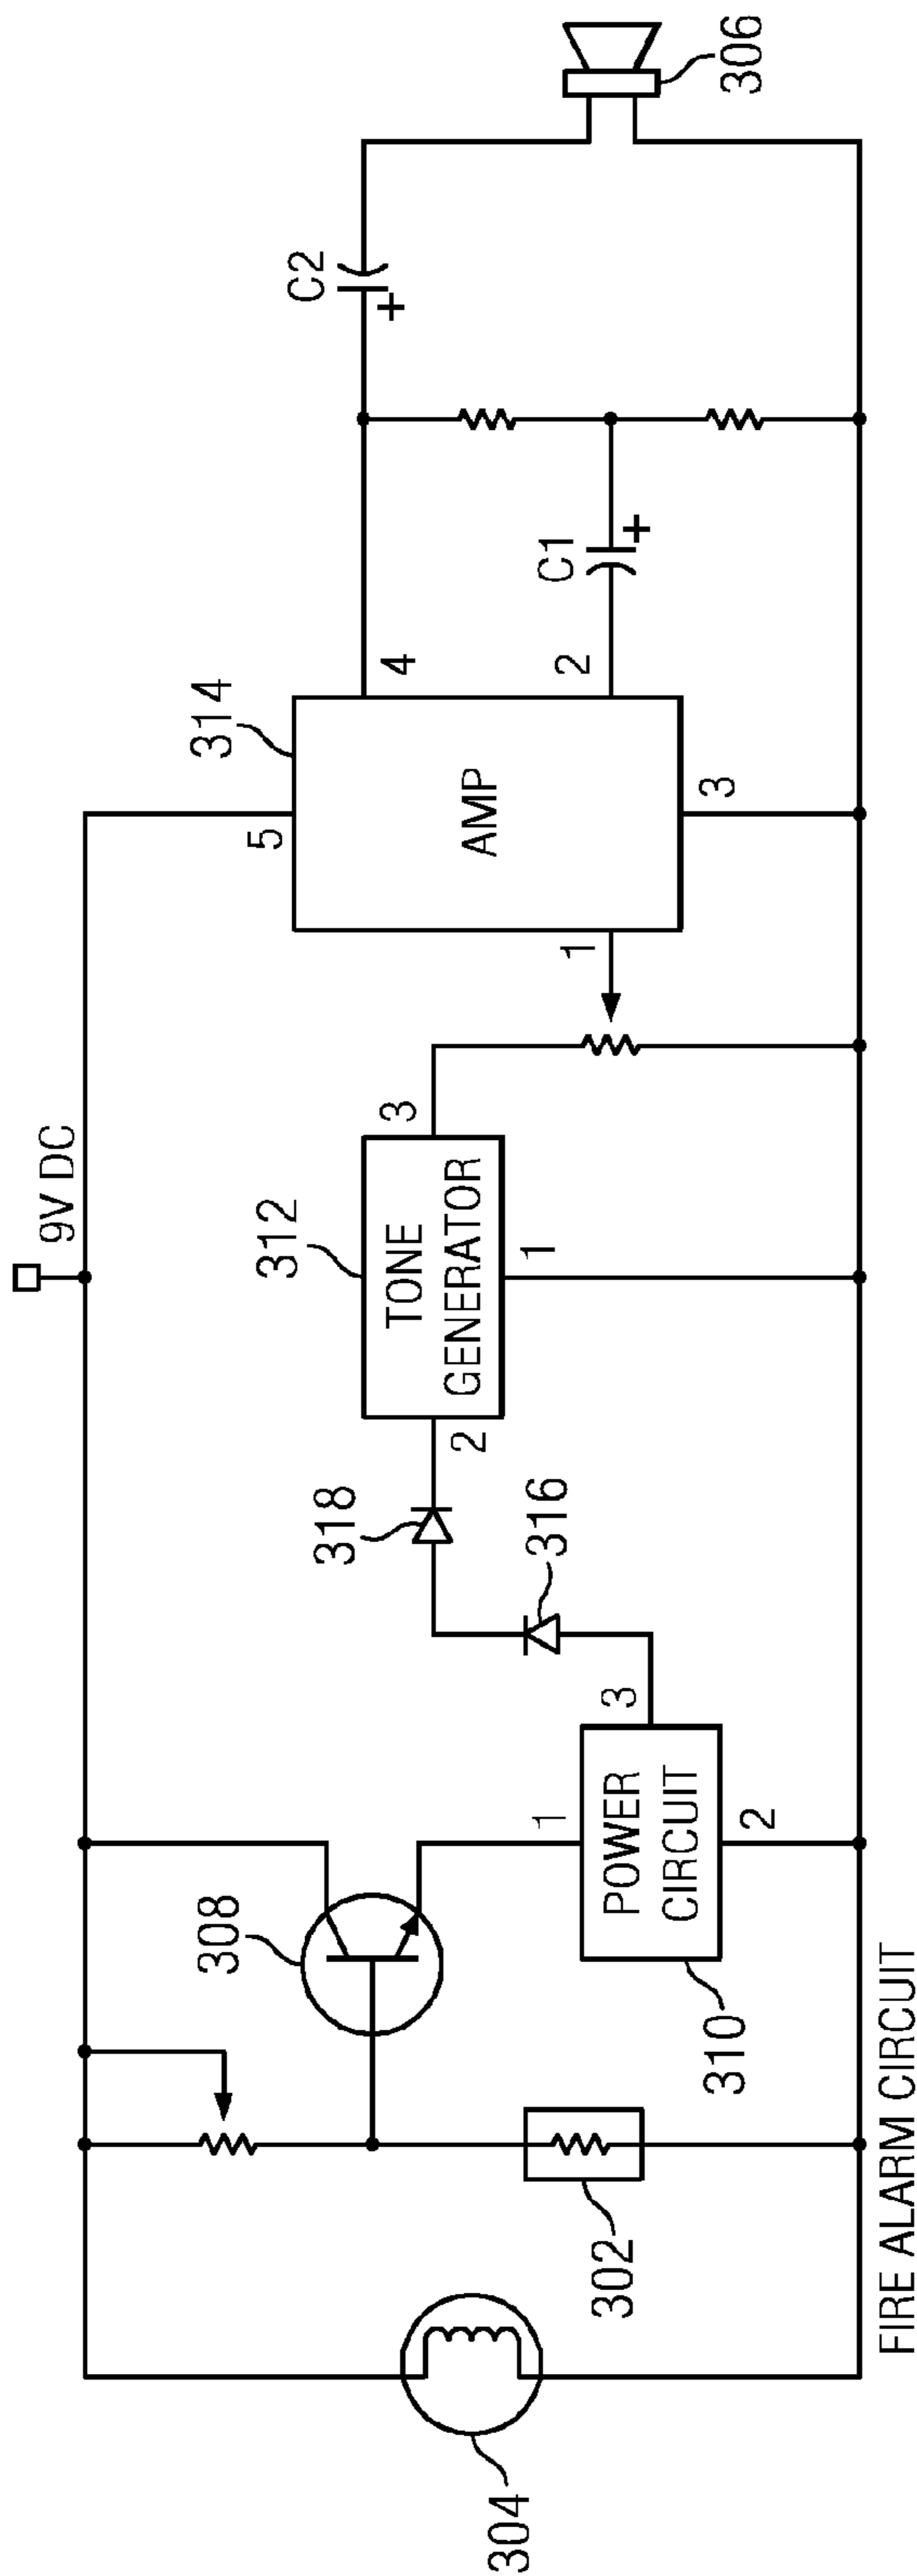 9V DC
304
302
308
310
POWER
CIRCUIT
1
2
3
316
318
312
TONE
GENERATOR
2
1
3
314
AMP
1
5
3
4
2
C1
+
C2
+
306
FIRE ALARM CIRCUIT